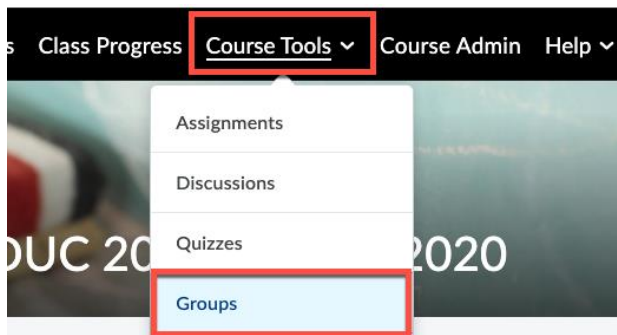 s Class Progress Course Tools Course Admin Help
Assignments
Discussions
DUC 20 2020
Quizzes
Groups